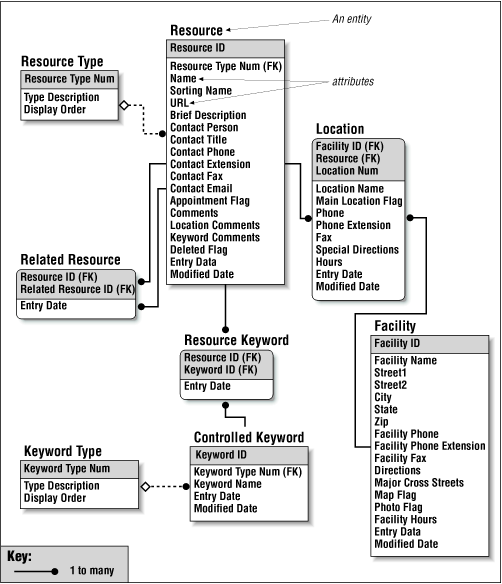 Resource
An entity
Resource ID
Resource Type Num (FK)
Name
attributes
Sorting Name
URL
Brief Description
Contact Person
Contact Title
Contact Phone
Contact Extension
Contact Fax
Contact Email
Appointment Flag
Comments
Location Comments
Keyword Comments
Deleted Flag
Entry Data
Modified Date
Resource Type
Resource Type Num
Type Description
Display Order
Location
Facility ID (FK)
Resource (FK)
Location Num
Location Name
Main Location Flag
Phone
Phone Extension
Fax
Special Directions
Hours
Entry Date
Modified Date
Related Resource
Resource ID (FK)
Related Resource ID (FK)
Entry Date
Resource Keyword
Resource ID (FK)
Keyword ID (FK)
Entry Date
Facility
Facility ID
Facility Name
Street1
Street2
City
State
Zip
Facility Phone
Facility Phone Extension
Facility Fax
Directions
Major Cross Streets
Map Flag
Photo Flag
Facility Hours
Entry Data
Modified Date
Keyword Type
Keyword Type Num
Type Description
Display Order
Controlled Keyword
Keyword ID
Keyword Type Num (FK)
Keyword Name
Entry Date
Modified Date
Key:
1 to many